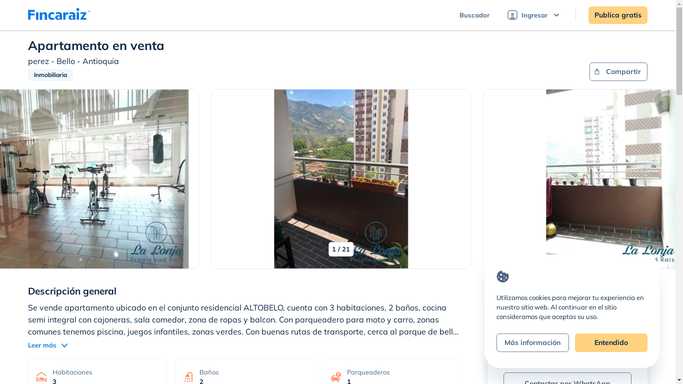 Fincaraiz
Buscador
Ingresar
Publica gratis
Apartamento en venta
perez - Bello - Antioquia
Inmobiliaria
Compartir
La Lonja
1 / 21
La Lonja
La Lonja
Descripción general
Se vende apartamento ubicado en el conjunto residencial ALTOBELO, cuenta con 3 habitaciones, 2 baños, cocina
semi integral con cajoneras, sala comedor, zona de ropas y balcon. Con parqueadero para moto y carro, zonas
comunes tenemos piscina, juegos infantiles, zonas verdes. Con buenas rutas de transporte, cerca al parque de bell...
Leer más
Habitaciones
3
Baños
2
Parqueaderos
1
Utilizamos cookies para mejorar tu experiencia en
nuestro sitio web. Al continuar en el sitio
consideramos que aceptas su uso.
Más información
Entendido
Contactar por WhatsApp